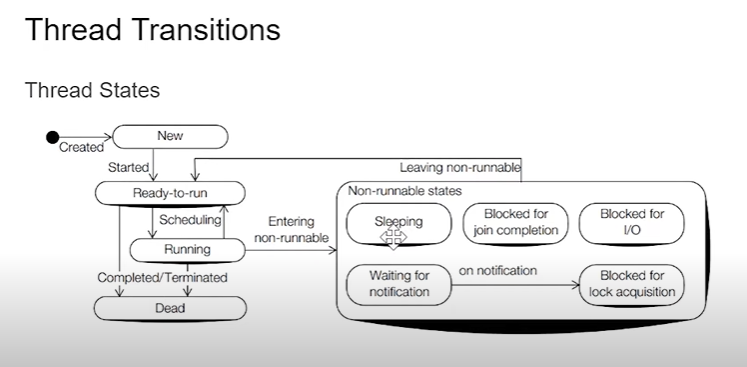 Thread Transitions
Thread States
New
Created
Started
Leaving non-runnable
Ready-to-run
Non-runnable states
Scheduling
Entering
non-runnable
Sleeping
Blocked for
join completion
Blocked for
I/O
Running
Completed/Terminated
Waiting for
notification
on notification
Blocked for
lock acquisition
Dead